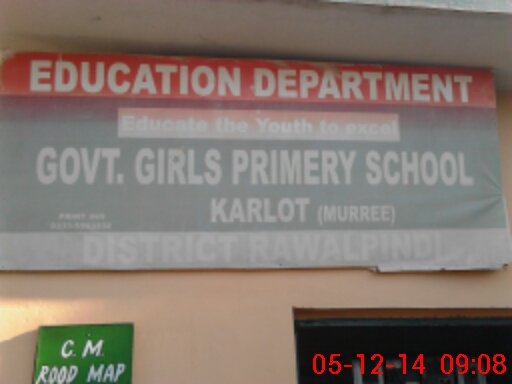 EDUCATION DEPARTMENT
Educate the Youth to excel
GOVT. GIRLS PRIMERY SCHOOL
KARLOT (MURREE)
DISTRICT RAWALPINDI
C. M.
ROOD MAP
05-12-14 09:08